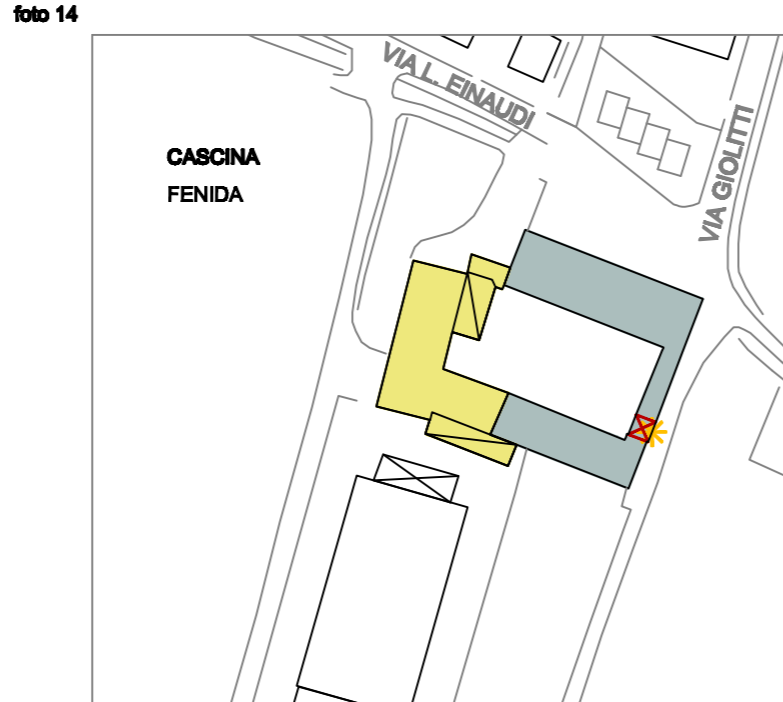 foto 14
VIA L. EINAUDI
CASCINA
FENIDA
VIA GIOLITTI